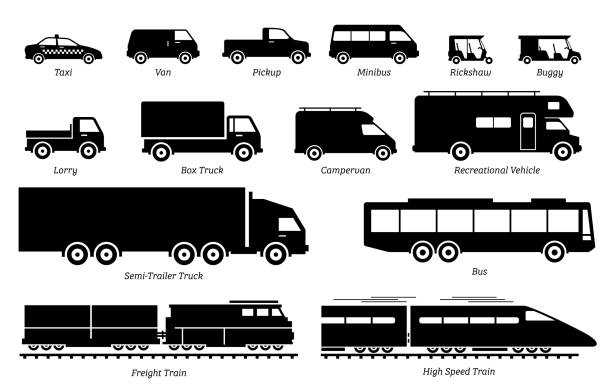 Taxi
Van
Pickup
Minibus
Rickshaw
Buggy
Lorry
Box Truck
Campervan
Recreational Vehicle
Semi-Trailer Truck
Bus
Freight Train
High Speed Train